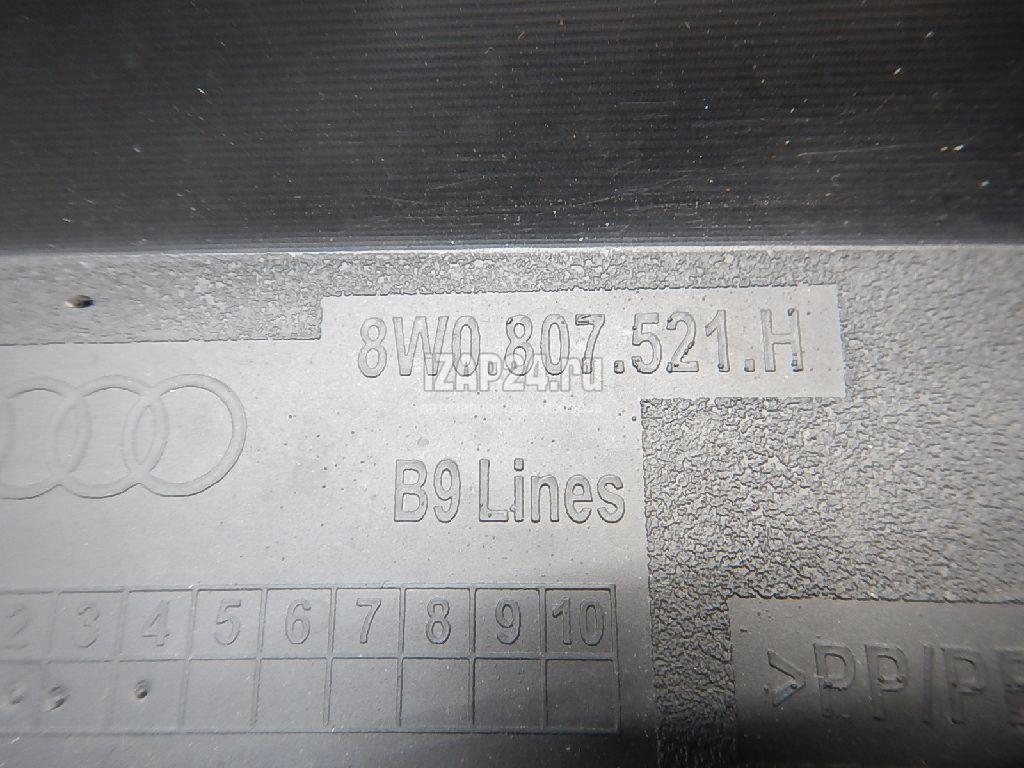 8W0.807.521.H
IZAP24.ru
B9 Lines
2 3 4 5 6 7 8 9 10
>PP/PE